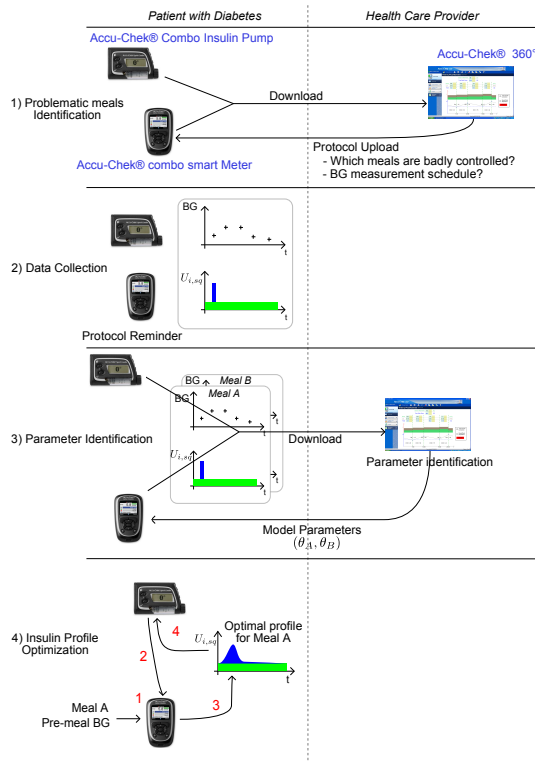 Patient with Diabetes
Health Care Provider
Accu-Chek® Combo Insulin Pump
Accu-Chek® 360°
1) Problematic meals
Identification
Download
Protocol Upload
- Which meals are badly controlled?
- BG measurement schedule?
Accu-Chek® combo smart Meter
BG
t
2) Data Collection
U_{i,sq}
t
Protocol Reminder
BG
Meal B
Meal A
BG
t
3) Parameter Identification
Download
U_{i,sq}
t
Parameter identification
Model Parameters
(θ_A, θ_B)
4) Insulin Profile
Optimization
4
U_{i,sq}
Optimal profile
for Meal A
2
t
1
3
Meal A
Pre-meal BG